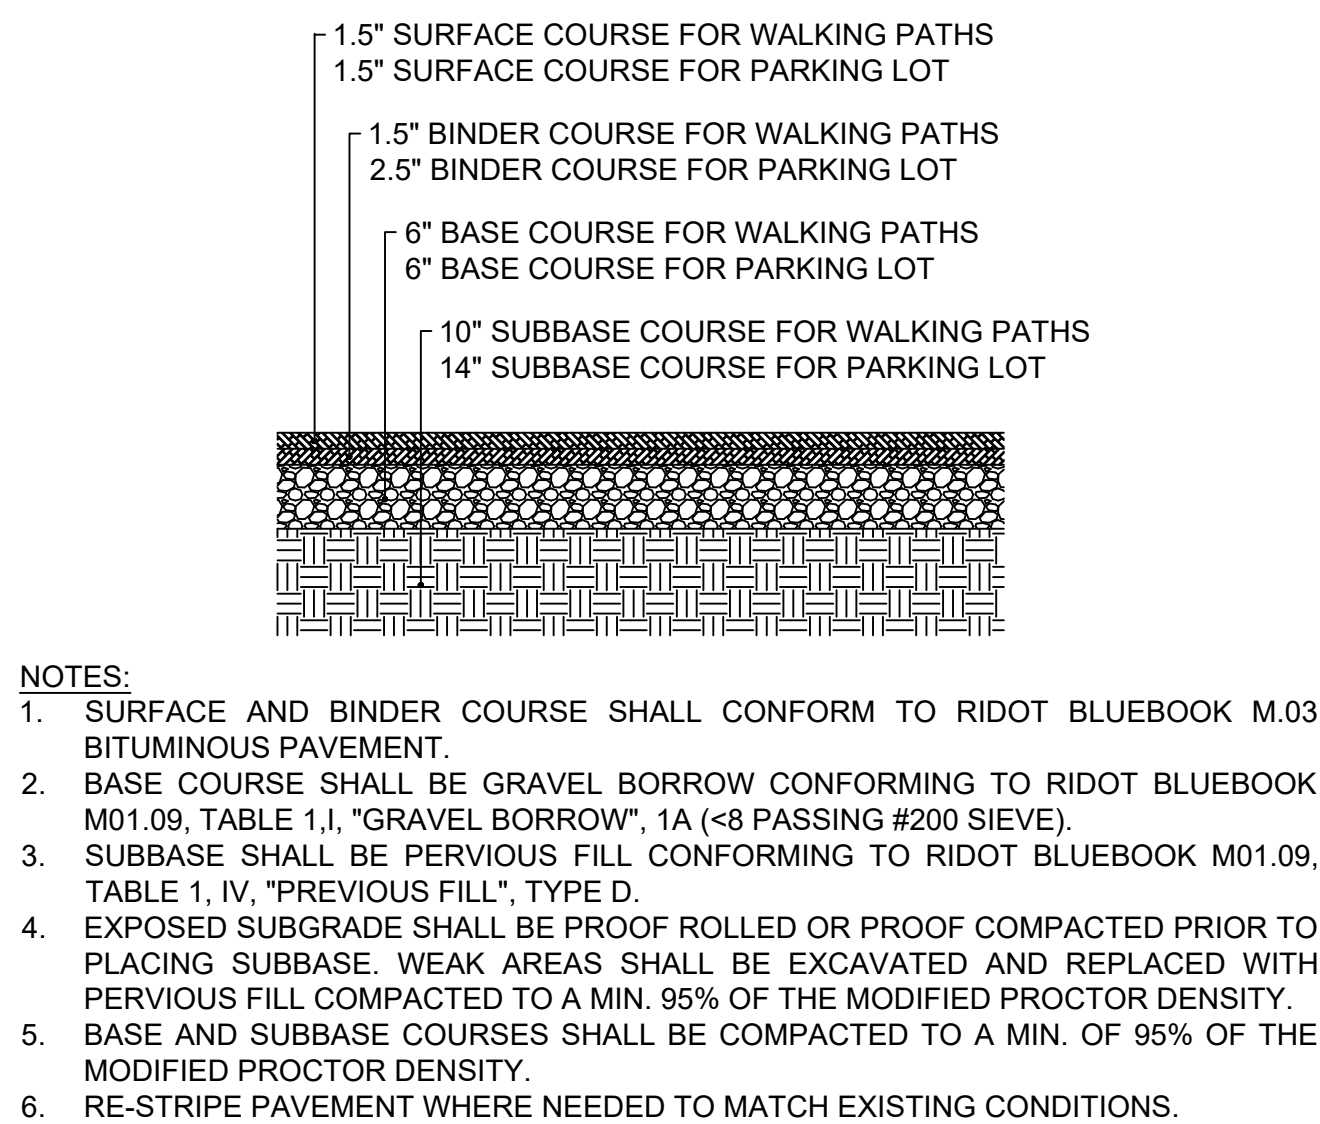 1.5" SURFACE COURSE FOR WALKING PATHS
1.5" SURFACE COURSE FOR PARKING LOT
1.5" BINDER COURSE FOR WALKING PATHS
2.5" BINDER COURSE FOR PARKING LOT
6" BASE COURSE FOR WALKING PATHS
6" BASE COURSE FOR PARKING LOT
10" SUBBASE COURSE FOR WALKING PATHS
14" SUBBASE COURSE FOR PARKING LOT
NOTES:
1. SURFACE AND BINDER COURSE SHALL CONFORM TO RIDOT BLUEBOOK M.03
BITUMINOUS PAVEMENT.
2. BASE COURSE SHALL BE GRAVEL BORROW CONFORMING TO RIDOT BLUEBOOK
M01.09, TABLE 1,I, "GRAVEL BORROW", 1A (<8 PASSING #200 SIEVE).
3. SUBBASE SHALL BE PERVIOUS FILL CONFORMING TO RIDOT BLUEBOOK M01.09,
TABLE 1, IV, "PREVIOUS FILL", TYPE D.
4. EXPOSED SUBGRADE SHALL BE PROOF ROLLED OR PROOF COMPACTED PRIOR TO
PLACING SUBBASE. WEAK AREAS SHALL BE EXCAVATED AND REPLACED WITH
PERVIOUS FILL COMPACTED TO A MIN. 95% OF THE MODIFIED PROCTOR DENSITY.
5. BASE AND SUBBASE COURSES SHALL BE COMPACTED TO A MIN. OF 95% OF THE
MODIFIED PROCTOR DENSITY.
6. RE-STRIPE PAVEMENT WHERE NEEDED TO MATCH EXISTING CONDITIONS.